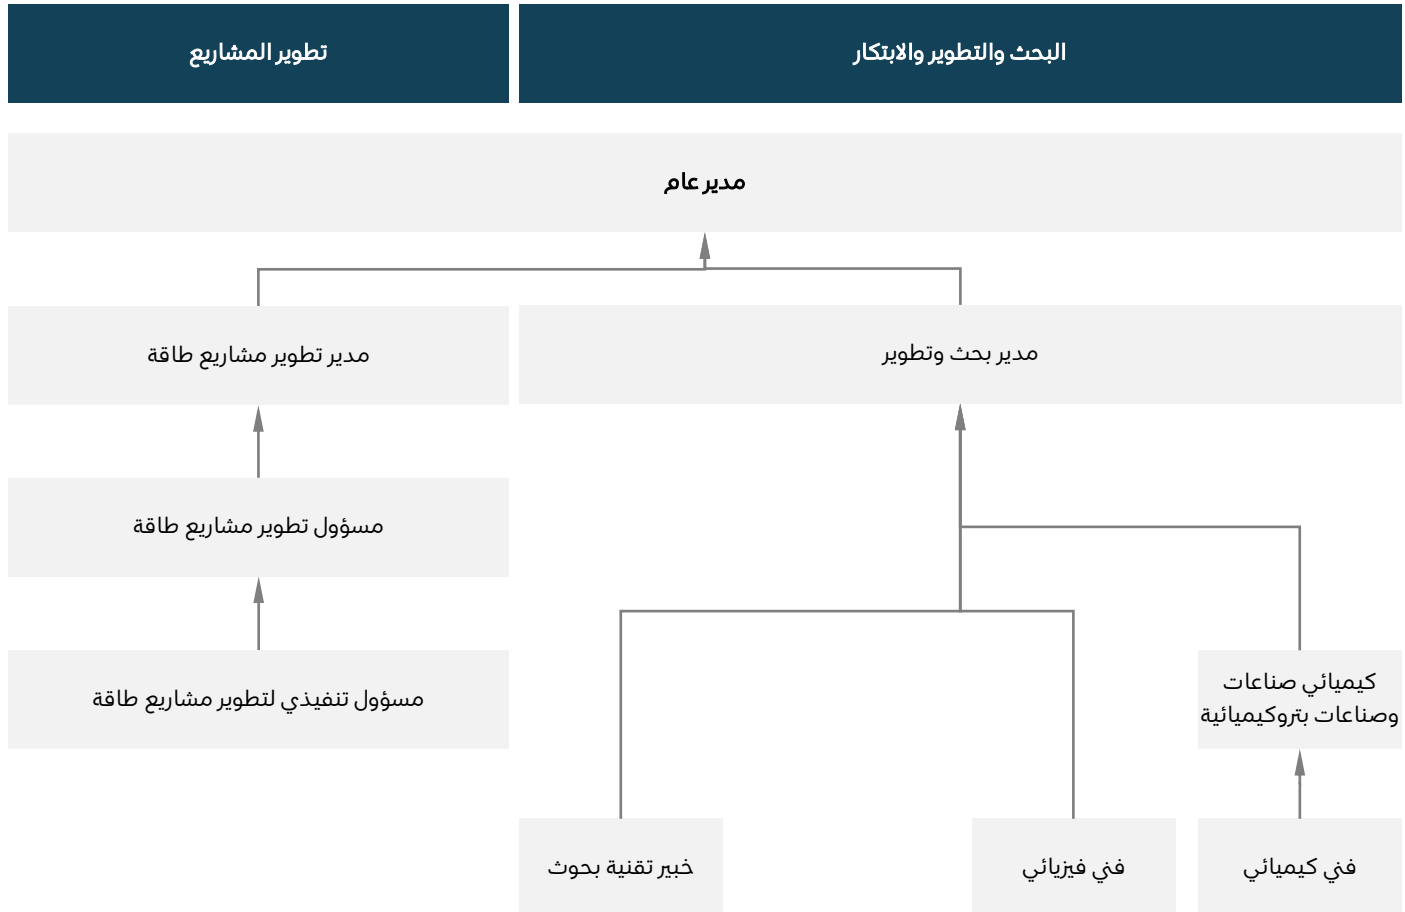 البحث والتطوير والابتكار
تطوير المشاريع
مدير عام
مدير بحث وتطوير
مدير تطوير مشاريع طاقة
مسؤول تطوير مشاريع طاقة
كيميائي صناعات
وصناعات بتروكيميائية
مسؤول تنفيذي لتطوير مشاريع طاقة
فني كيميائي
فني فيزيائي
خبير تقنية بحوث